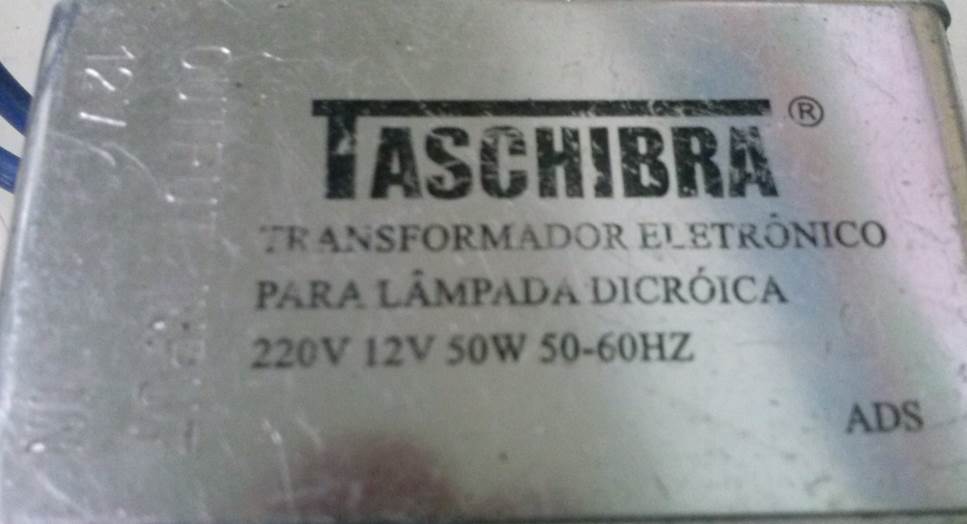 TASCHIBRA ®
TRANSFORMADOR ELETRÔNICO
PARA LÂMPADA DICRÓICA
220V 12V 50W 50-60HZ
ADS